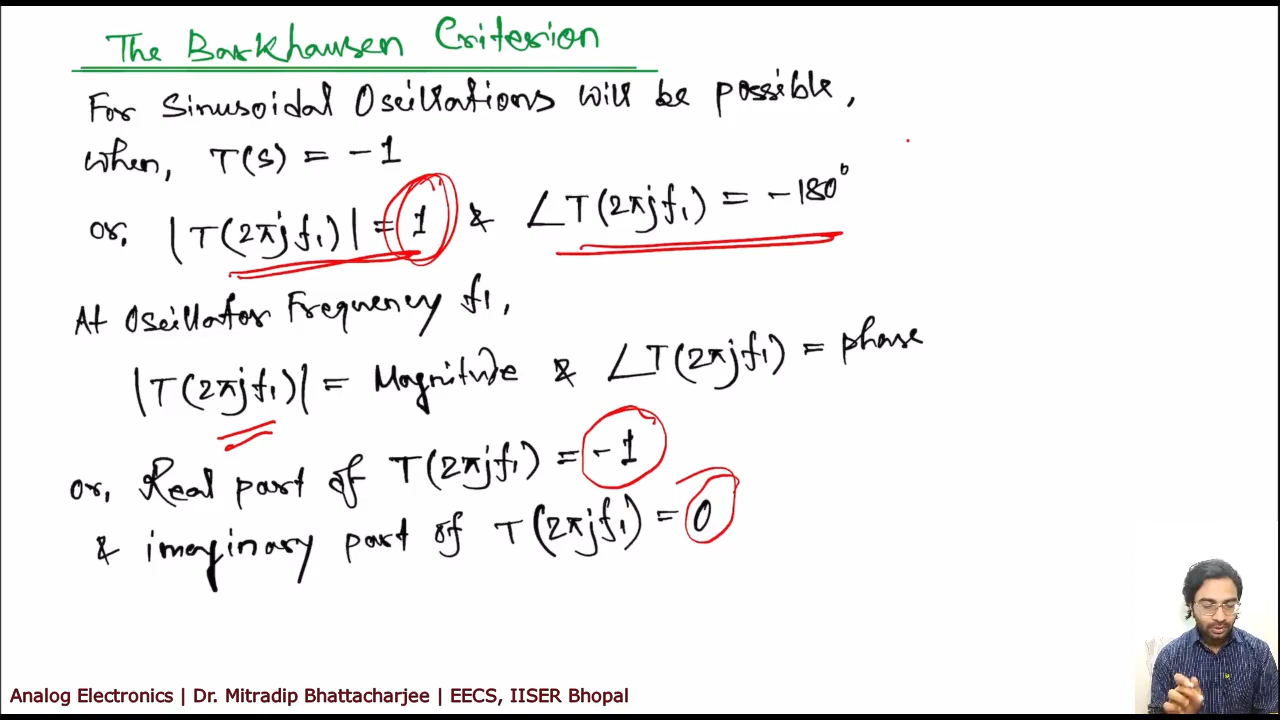 The Barkhausen Criterion
For Sinusoidal Oscillations will be possible,
when, T(s) = -1
or, |T(2πjf₁)| = 1 & ∠T(2πjf₁) = -180°
At Oscillator Frequency f₁,
|T(2πjf₁)| = Magnitude & ∠T(2πjf₁) = phase
or, Real part of T(2πjf₁) = -1
& imaginary part of T(2πjf₁) = 0
Analog Electronics | Dr. Mitradip Bhattacharjee | EECS, IISER Bhopal